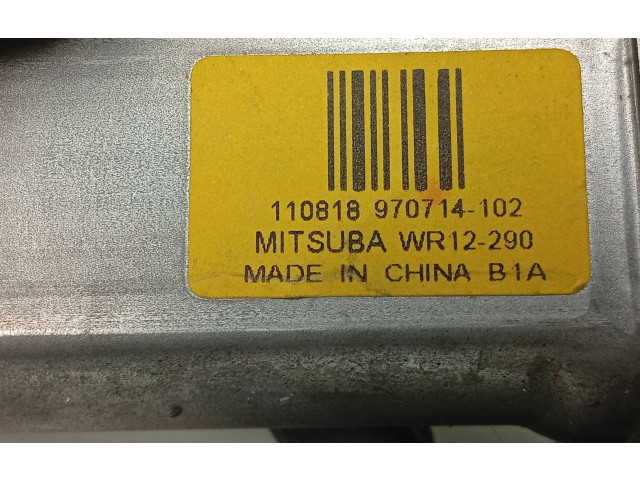 110818 970714-102
MITSUBA WR12-290
MADE IN CHINA B1A